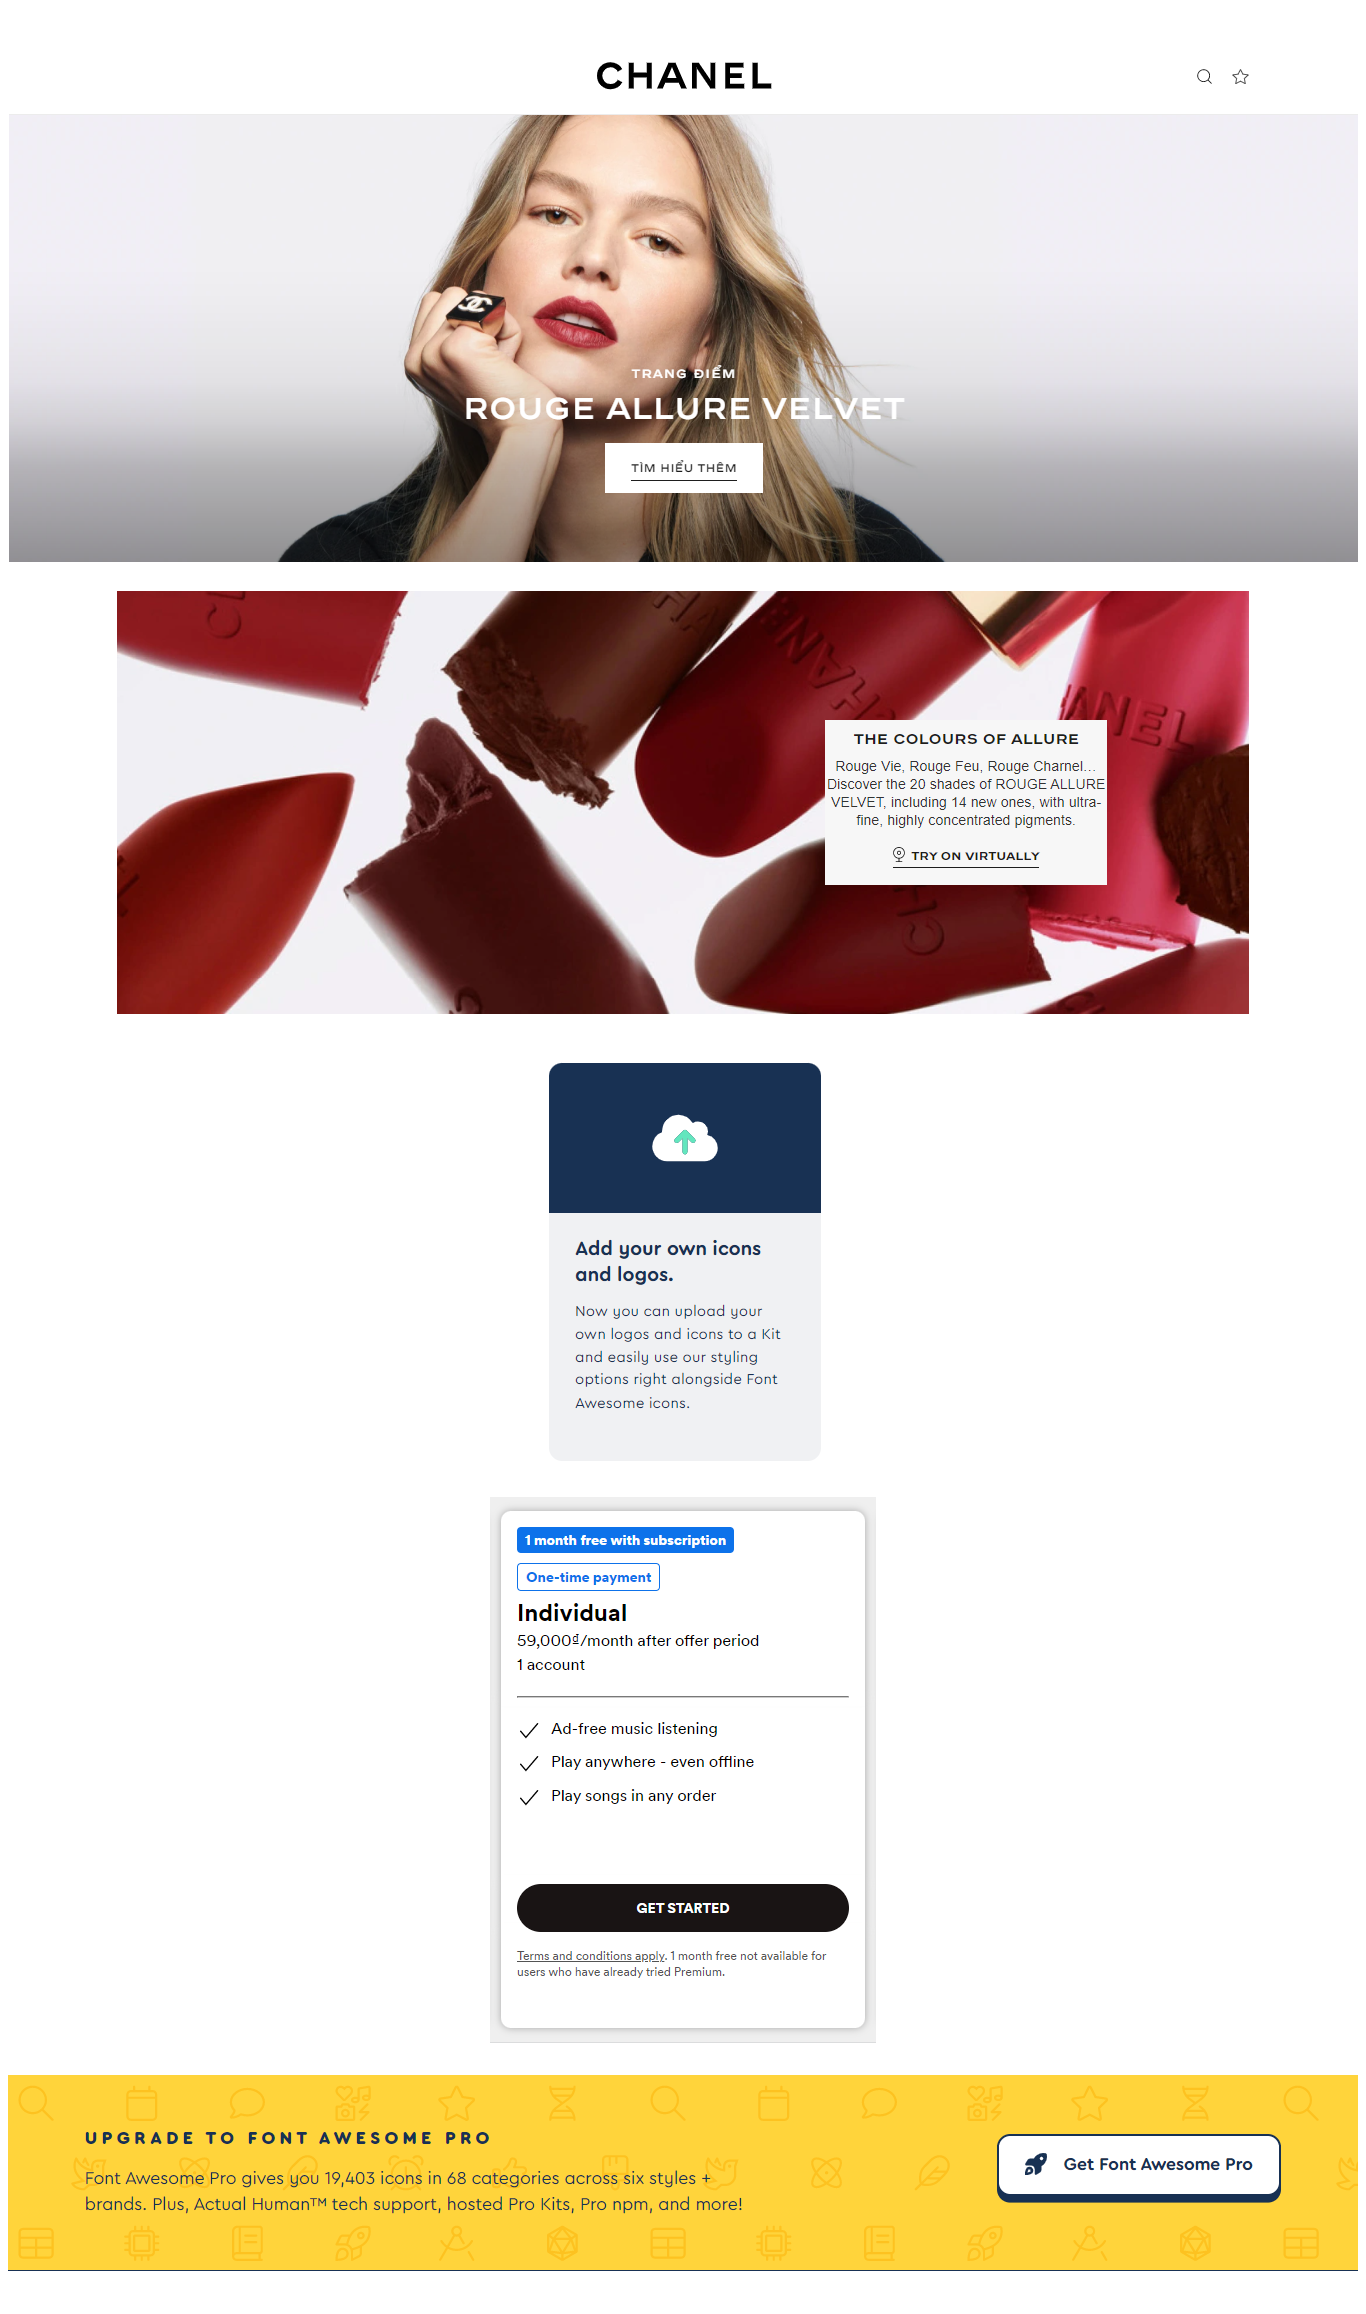 CHANEL
TRANG ĐIỂM
ROUGE ALLURE VELVET
TÌM HIỂU THÊM
CHANEL
THE COLOURS OF ALLURE
Rouge Vie, Rouge Feu, Rouge Charnel...
Discover the 20 shades of ROUGE ALLURE
VELVET, including 14 new ones, with ultra-
fine, highly concentrated pigments.
TRY ON VIRTUALLY
Add your own icons
and logos.
Now you can upload your
own logos and icons to a Kit
and easily use our styling
options right alongside Font
Awesome icons.
1 month free with subscription
One-time payment
Individual
59,000₫/month after offer period
1 account
Ad-free music listening
Play anywhere - even offline
Play songs in any order
GET STARTED
Terms and conditions apply. 1 month free not available for
users who have already tried Premium.
UPGRADE TO FONT AWESOME PRO
Font Awesome Pro gives you 19,403 icons in 68 categories across six styles +
brands. Plus, Actual Human™ tech support, hosted Pro Kits, Pro npm, and more!
Get Font Awesome Pro